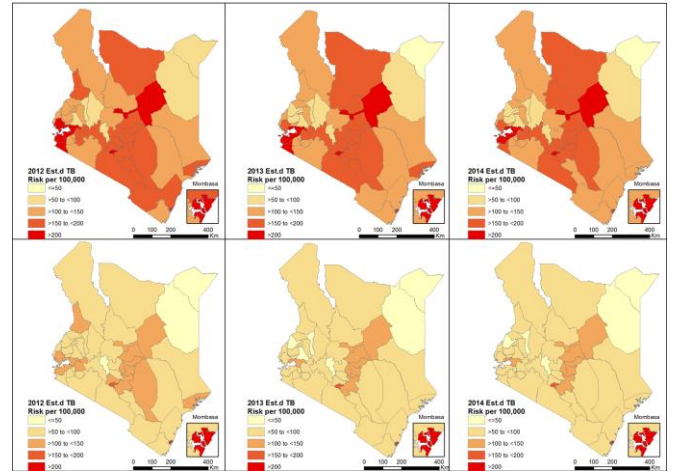 2012 Est.d TB
Risk per 100,000
<=50
>50 to <100
>100 to <150
>150 to <200
>200
Mombasa
0 100 200 400
Km
2013 Est.d TB
Risk per 100,000
<=50
>50 to <100
>100 to <150
>150 to <200
>200
Mombasa
0 100 200 400
Km
2014 Est.d TB
Risk per 100,000
<=50
>50 to <100
>100 to <150
>150 to <200
>200
Mombasa
0 100 200 400
Km
2012 Est.d TB
Risk per 100,000
<=50
>50 to <100
>100 to <150
>150 to <200
>200
Mombasa
0 100 200 400
Km
2013 Est.d TB
Risk per 100,000
<=50
>50 to <100
>100 to <150
>150 to <200
>200
Mombasa
0 100 200 400
Km
2014 Est.d TB
Risk per 100,000
<=50
>50 to <100
>100 to <150
>150 to <200
>200
Mombasa
0 100 200 400
Km